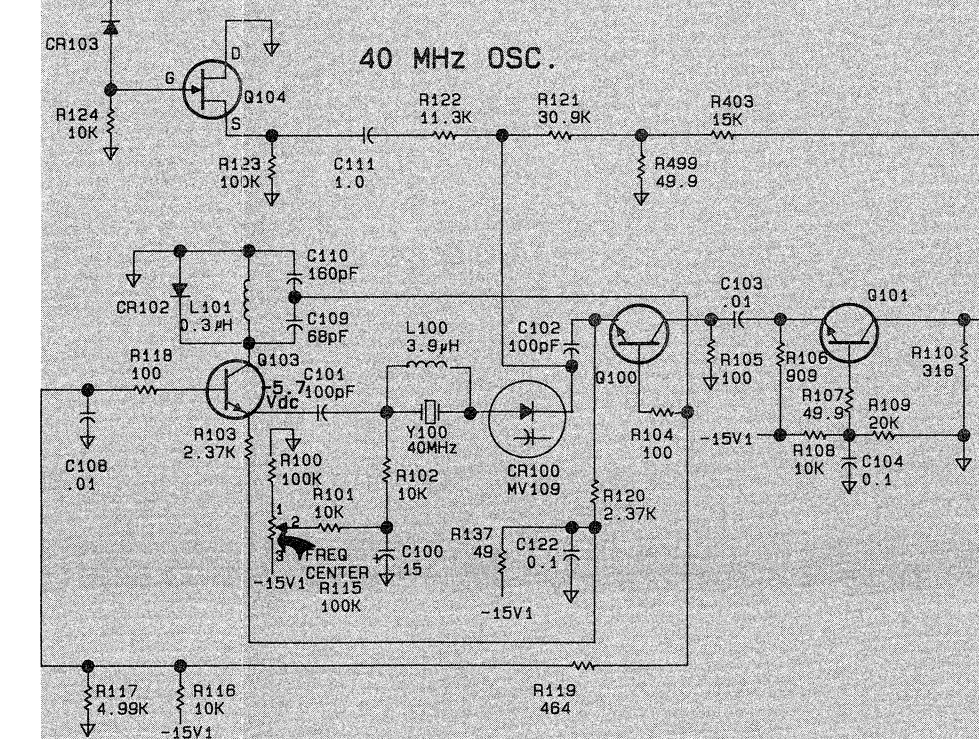 CR103
D
40 MHz OSC.
G
Q104
R124
10K
S
R122
11.3K
R121
30.9K
R403
15K
R123
100K
C111
1.0
R499
49.9
C110
160pF
CR102
L101
0.3µH
C109
68pF
L100
3.9µH
C102
100pF
C103
.01
Q101
R118
100
Q103
-5.7
Vdc
C101
100pF
Q100
R105
100
R106
909
R110
316
R107
49.9
R109
20K
R103
2.37K
Y100
40MHz
R104
100
-15V1
R108
10K
C104
0.1
C108
.01
R100
100K
R102
10K
CR100
MV109
R101
10K
1
2
3
R120
2.37K
R137
49
C122
0.1
FREQ
CENTER
R115
100K
+
C100
15
-15V1
-15V1
R117
4.99K
R116
10K
-15V1
R119
464